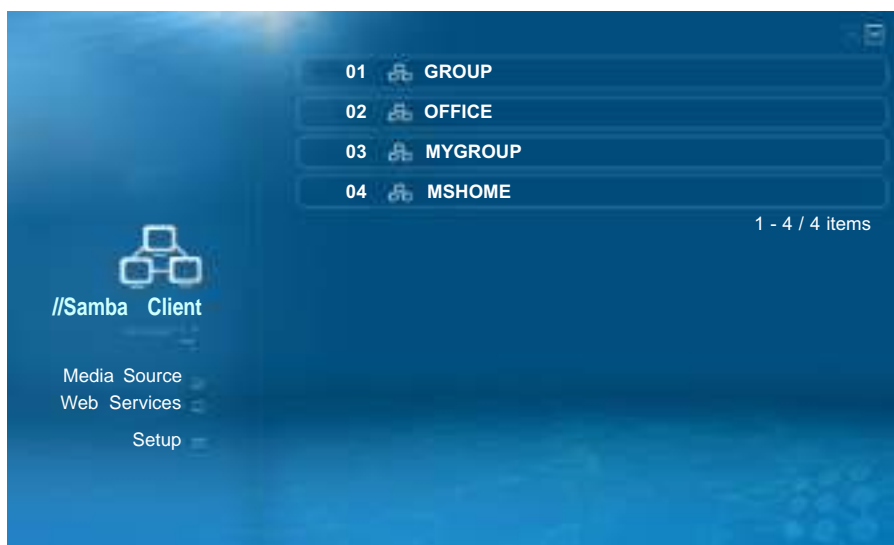 01 GROUP
02 OFFICE
03 MYGROUP
04 MSHOME
1 - 4 / 4 items
//Samba Client
Media Source
Web Services
Setup